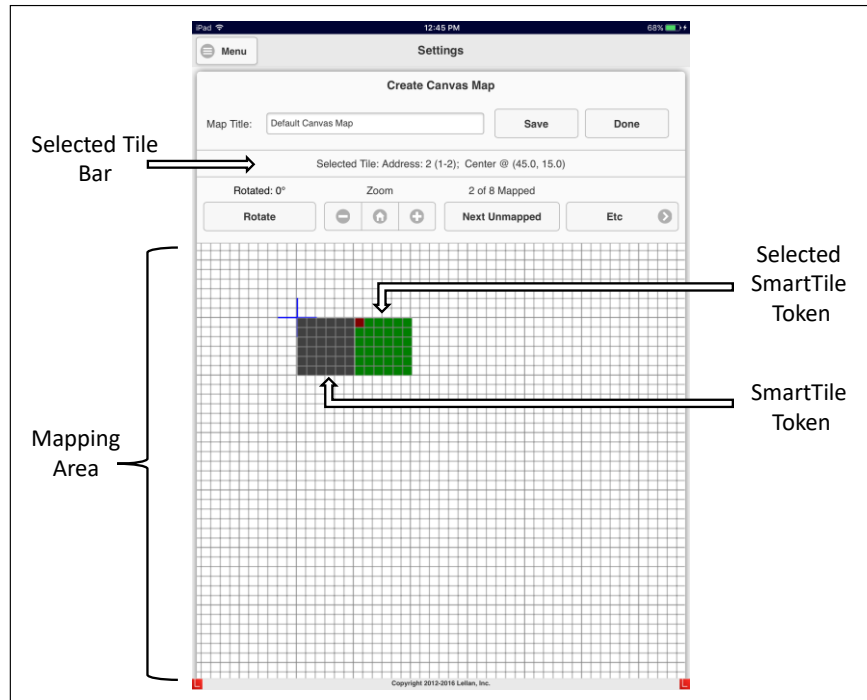 iPad
12:45 PM
68%
Menu
Settings
Create Canvas Map
Map Title:
Default Canvas Map
Save
Done
Selected Tile
Bar
Selected Tile: Address: 2 (1-2); Center @ (45.0, 15.0)
Rotated: 0°
Zoom
2 of 8 Mapped
Rotate
Next Unmapped
Etc
Selected
SmartTile
Token
SmartTile
Token
Mapping
Area
L
Copyright 2012-2016 Lellan, Inc.
L